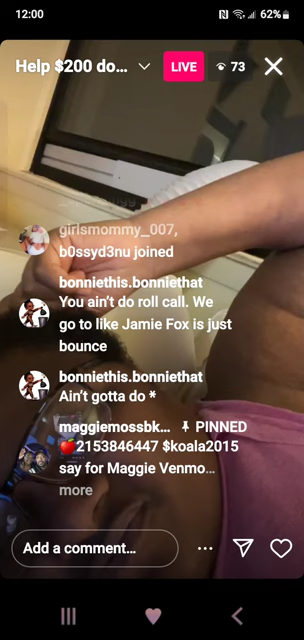 12:00
62%
Help $200 do...
LIVE
73
girlsmommy_007,
b0ssyd3nu joined
bonniethis.bonniethat
You ain't do roll call. We
go to like Jamie Fox is just
bounce
bonniethis.bonniethat
Ain't gotta do *
maggiemossbk... PINNED
🍎2153846447 $koala2015
say for Maggie Venmo...
more
Add a comment...